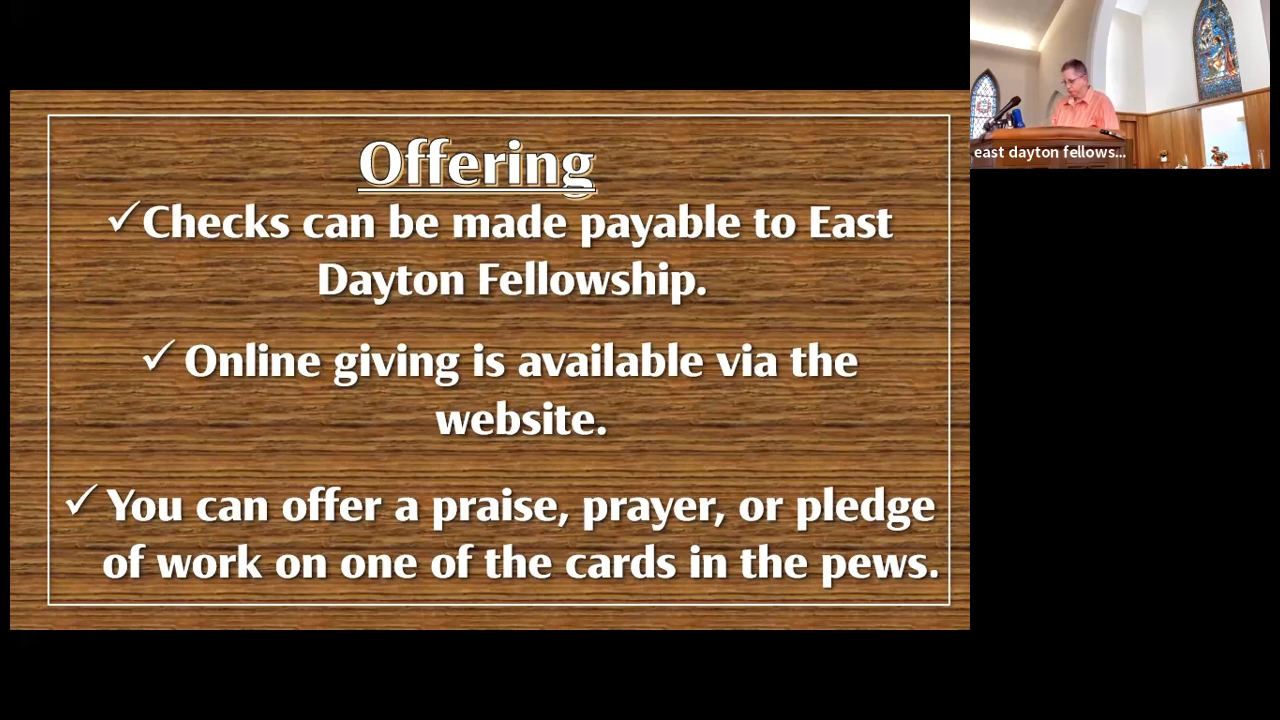 Offering
✓Checks can be made payable to East
Dayton Fellowship.
✓ Online giving is available via the
website.
✓ You can offer a praise, prayer, or pledge
of work on one of the cards in the pews.
east dayton fellows...